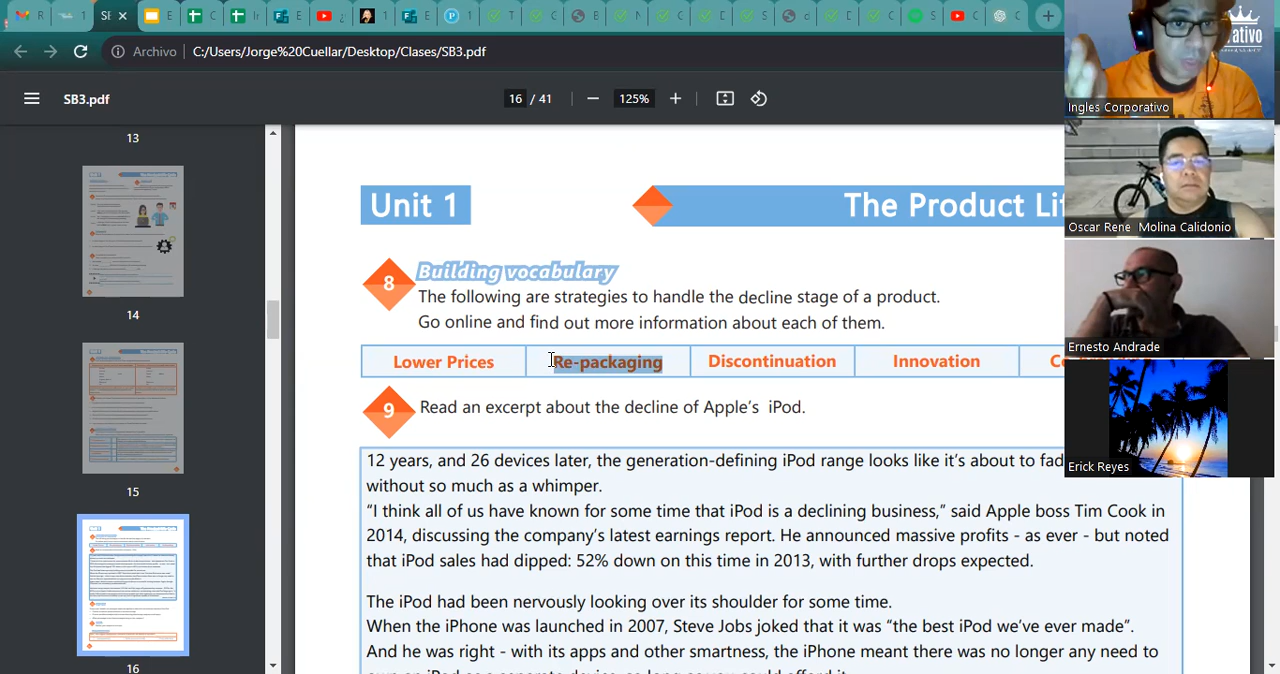 SB3.pdf
Archivo
C:/Users/Jorge%20Cuellar/Desktop/Clases/SB3.pdf
16 / 41
125%
13
14
15
16
Unit 1
The Product Li
8
Building vocabulary
The following are strategies to handle the decline stage of a product.
Go online and find out more information about each of them.
Lower Prices
Re-packaging
Discontinuation
Innovation
9
Read an excerpt about the decline of Apple's iPod.
12 years, and 26 devices later, the generation-defining iPod range looks like it's about to fad
without so much as a whimper.
"I think all of us have known for some time that iPod is a declining business," said Apple boss Tim Cook in
2014, discussing the company's latest earnings report. He announced massive profits - as ever - but noted
that iPod sales had dipped: 52% down on this time in 2013, with further drops expected.
The iPod had been nervously looking over its shoulder for some time.
When the iPhone was launched in 2007, Steve Jobs joked that it was "the best iPod we've ever made".
And he was right - with its apps and other smartness, the iPhone meant there was no longer any need to
Ingles Corporativo
Oscar Rene Molina Calidonio
Ernesto Andrade
Erick Reyes